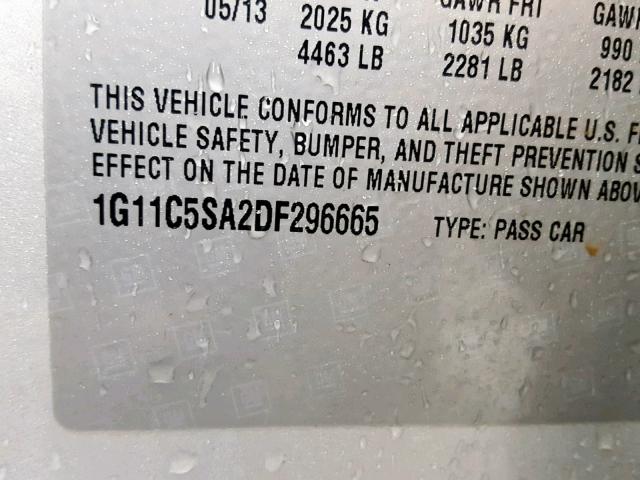 05/13 2025 KG 1035 KG 990
4463 LB 2281 LB 2182
THIS VEHICLE CONFORMS TO ALL APPLICABLE U.S.
VEHICLE SAFETY, BUMPER, AND THEFT PREVENTION
EFFECT ON THE DATE OF MANUFACTURE SHOWN
1G11C5SA2DF296665 TYPE: PASS CAR